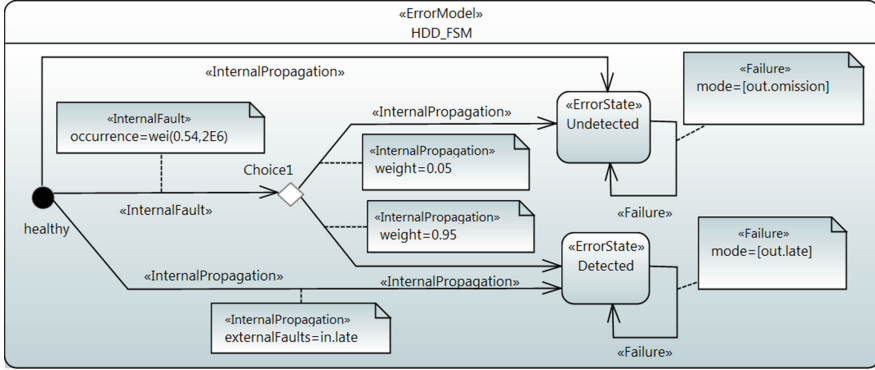 «ErrorModel»
HDD_FSM
«InternalPropagation»
«Failure»
mode=[out.omission]
«InternalFault»
occurrence=wei(0.54,2E6)
«InternalPropagation»
«ErrorState»
Undetected
«InternalPropagation»
weight=0.05
Choice1
«InternalFault»
healthy
«InternalPropagation»
weight=0.95
«Failure»
«Failure»
mode=[out.late]
«ErrorState»
Detected
«InternalPropagation»
«InternalPropagation»
«InternalPropagation»
externalFaults=in.late
«Failure»